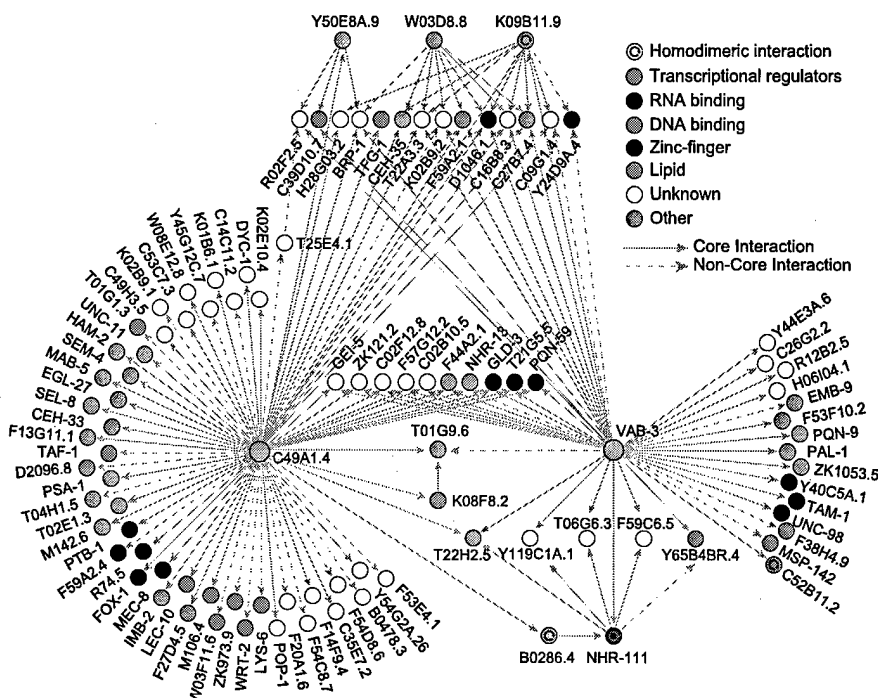 Y50E8A.9
W03D8.8
K09B11.9
Homodimeric interaction
Transcriptional regulators
RNA binding
DNA binding
Zinc-finger
Lipid
Unknown
Other
Core Interaction
Non-Core Interaction
R02F2.5
C39D10.7
H28G03.2
BRP-1
TFG-1
CEH-35
T22A3.3
K02B9.2
F59A2.1
D1046.1
C16B8.3
C27B7.4
C09G1.4
Y24D9A.4
T25E4.1
K02E10.4
DYC-1
C14C11.2
K01B6.1
Y45G12C.7
W08E12.8
C53C7.3
K02B9.1
C49H3.5
T01G1.3
UNC-11
HAM-2
SEM-4
MAB-5
EGL-27
SEL-8
CEH-33
F13G11.1
TAF-1
D2096.8
PSA-1
T04H1.5
T02E1.3
M142.6
PTB-1
F59A2.4
R74.5
FOX-1
MEC-8
IMB-2
LEC-10
F27D4.5
M106.4
W03F11.6
ZK973.9
WRT-2
LYS-6
POP-1
F20A1.6
F54C8.7
F14F9.4
C35E7.2
F54D8.6
B0478.3
Y54G2A.26
F53E4.1
GEI-5
ZK121.2
C02F12.8
F57G12.2
C02B10.5
F44A2.1
NHR-13
GLD-3
T21G5.5
PQN-59
C49A1.4
T01G9.6
K08F8.2
VAB-3
T22H2.5
Y119C1A.1
T06G6.3
F59C6.5
Y65B4BR.4
B0286.4
NHR-111
Y44E3A.6
C26G2.2
R12B2.5
H06I04.1
EMB-9
F53F10.2
PQN-9
PAL-1
ZK1053.5
Y40C5A.1
TAM-1
UNC-98
F38H4.9
MSP-142
C52B11.2